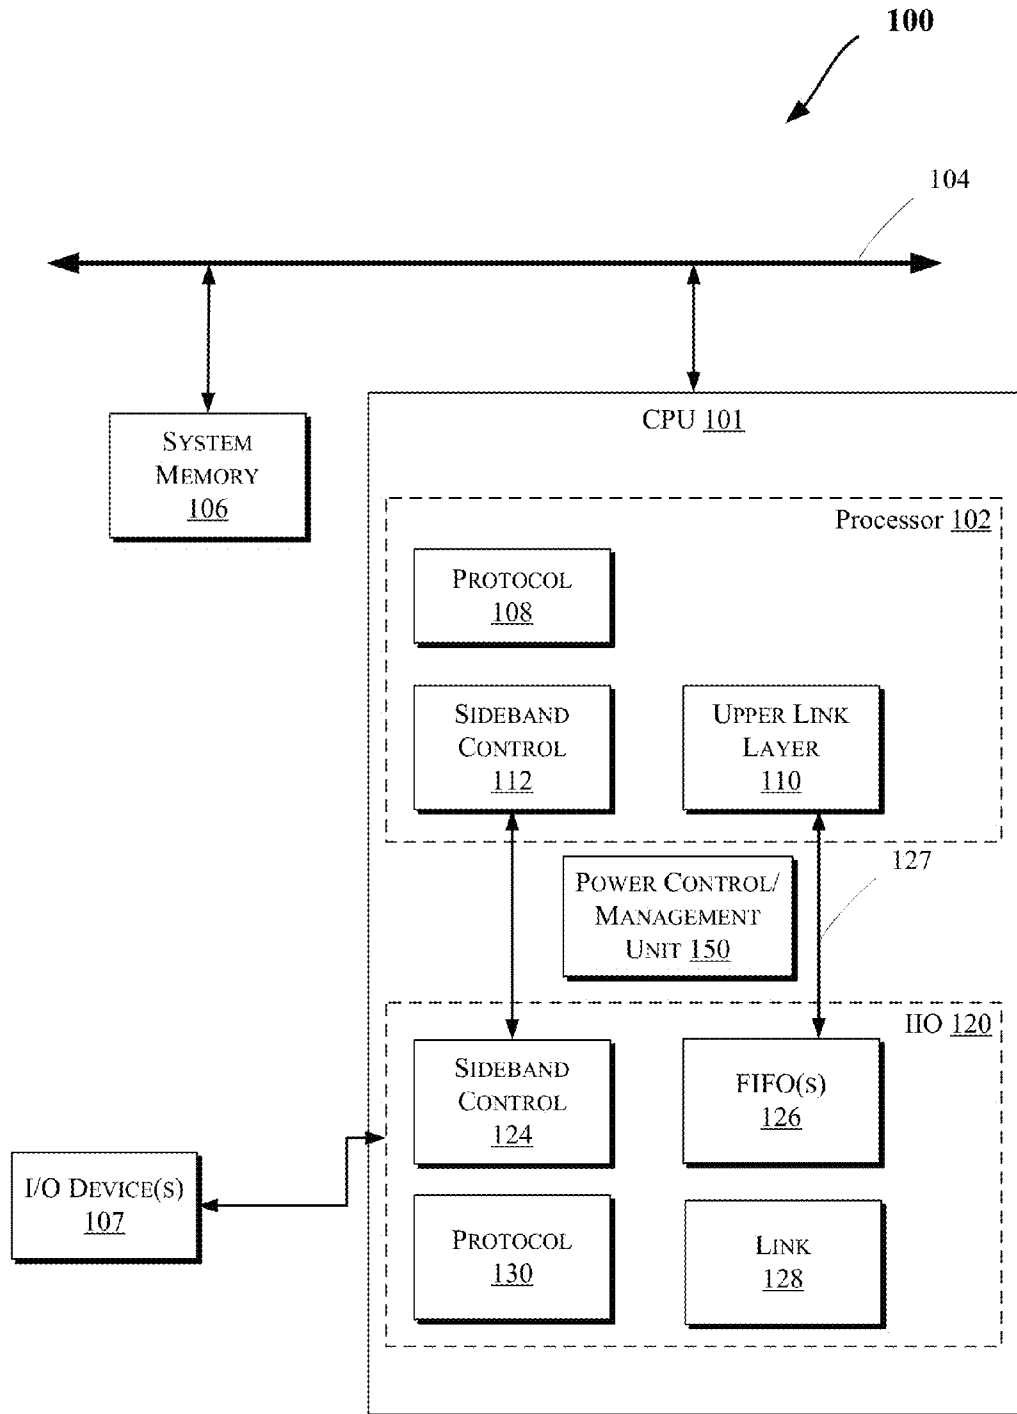 100
104
CPU 101
SYSTEM
MEMORY
106
Processor 102
PROTOCOL
108
SIDEBAND
CONTROL
112
UPPER LINK
LAYER
110
127
POWER CONTROL/
MANAGEMENT
UNIT 150
IIO 120
SIDEBAND
CONTROL
124
FIFO(S)
126
I/O DEVICE(S)
107
PROTOCOL
130
LINK
128